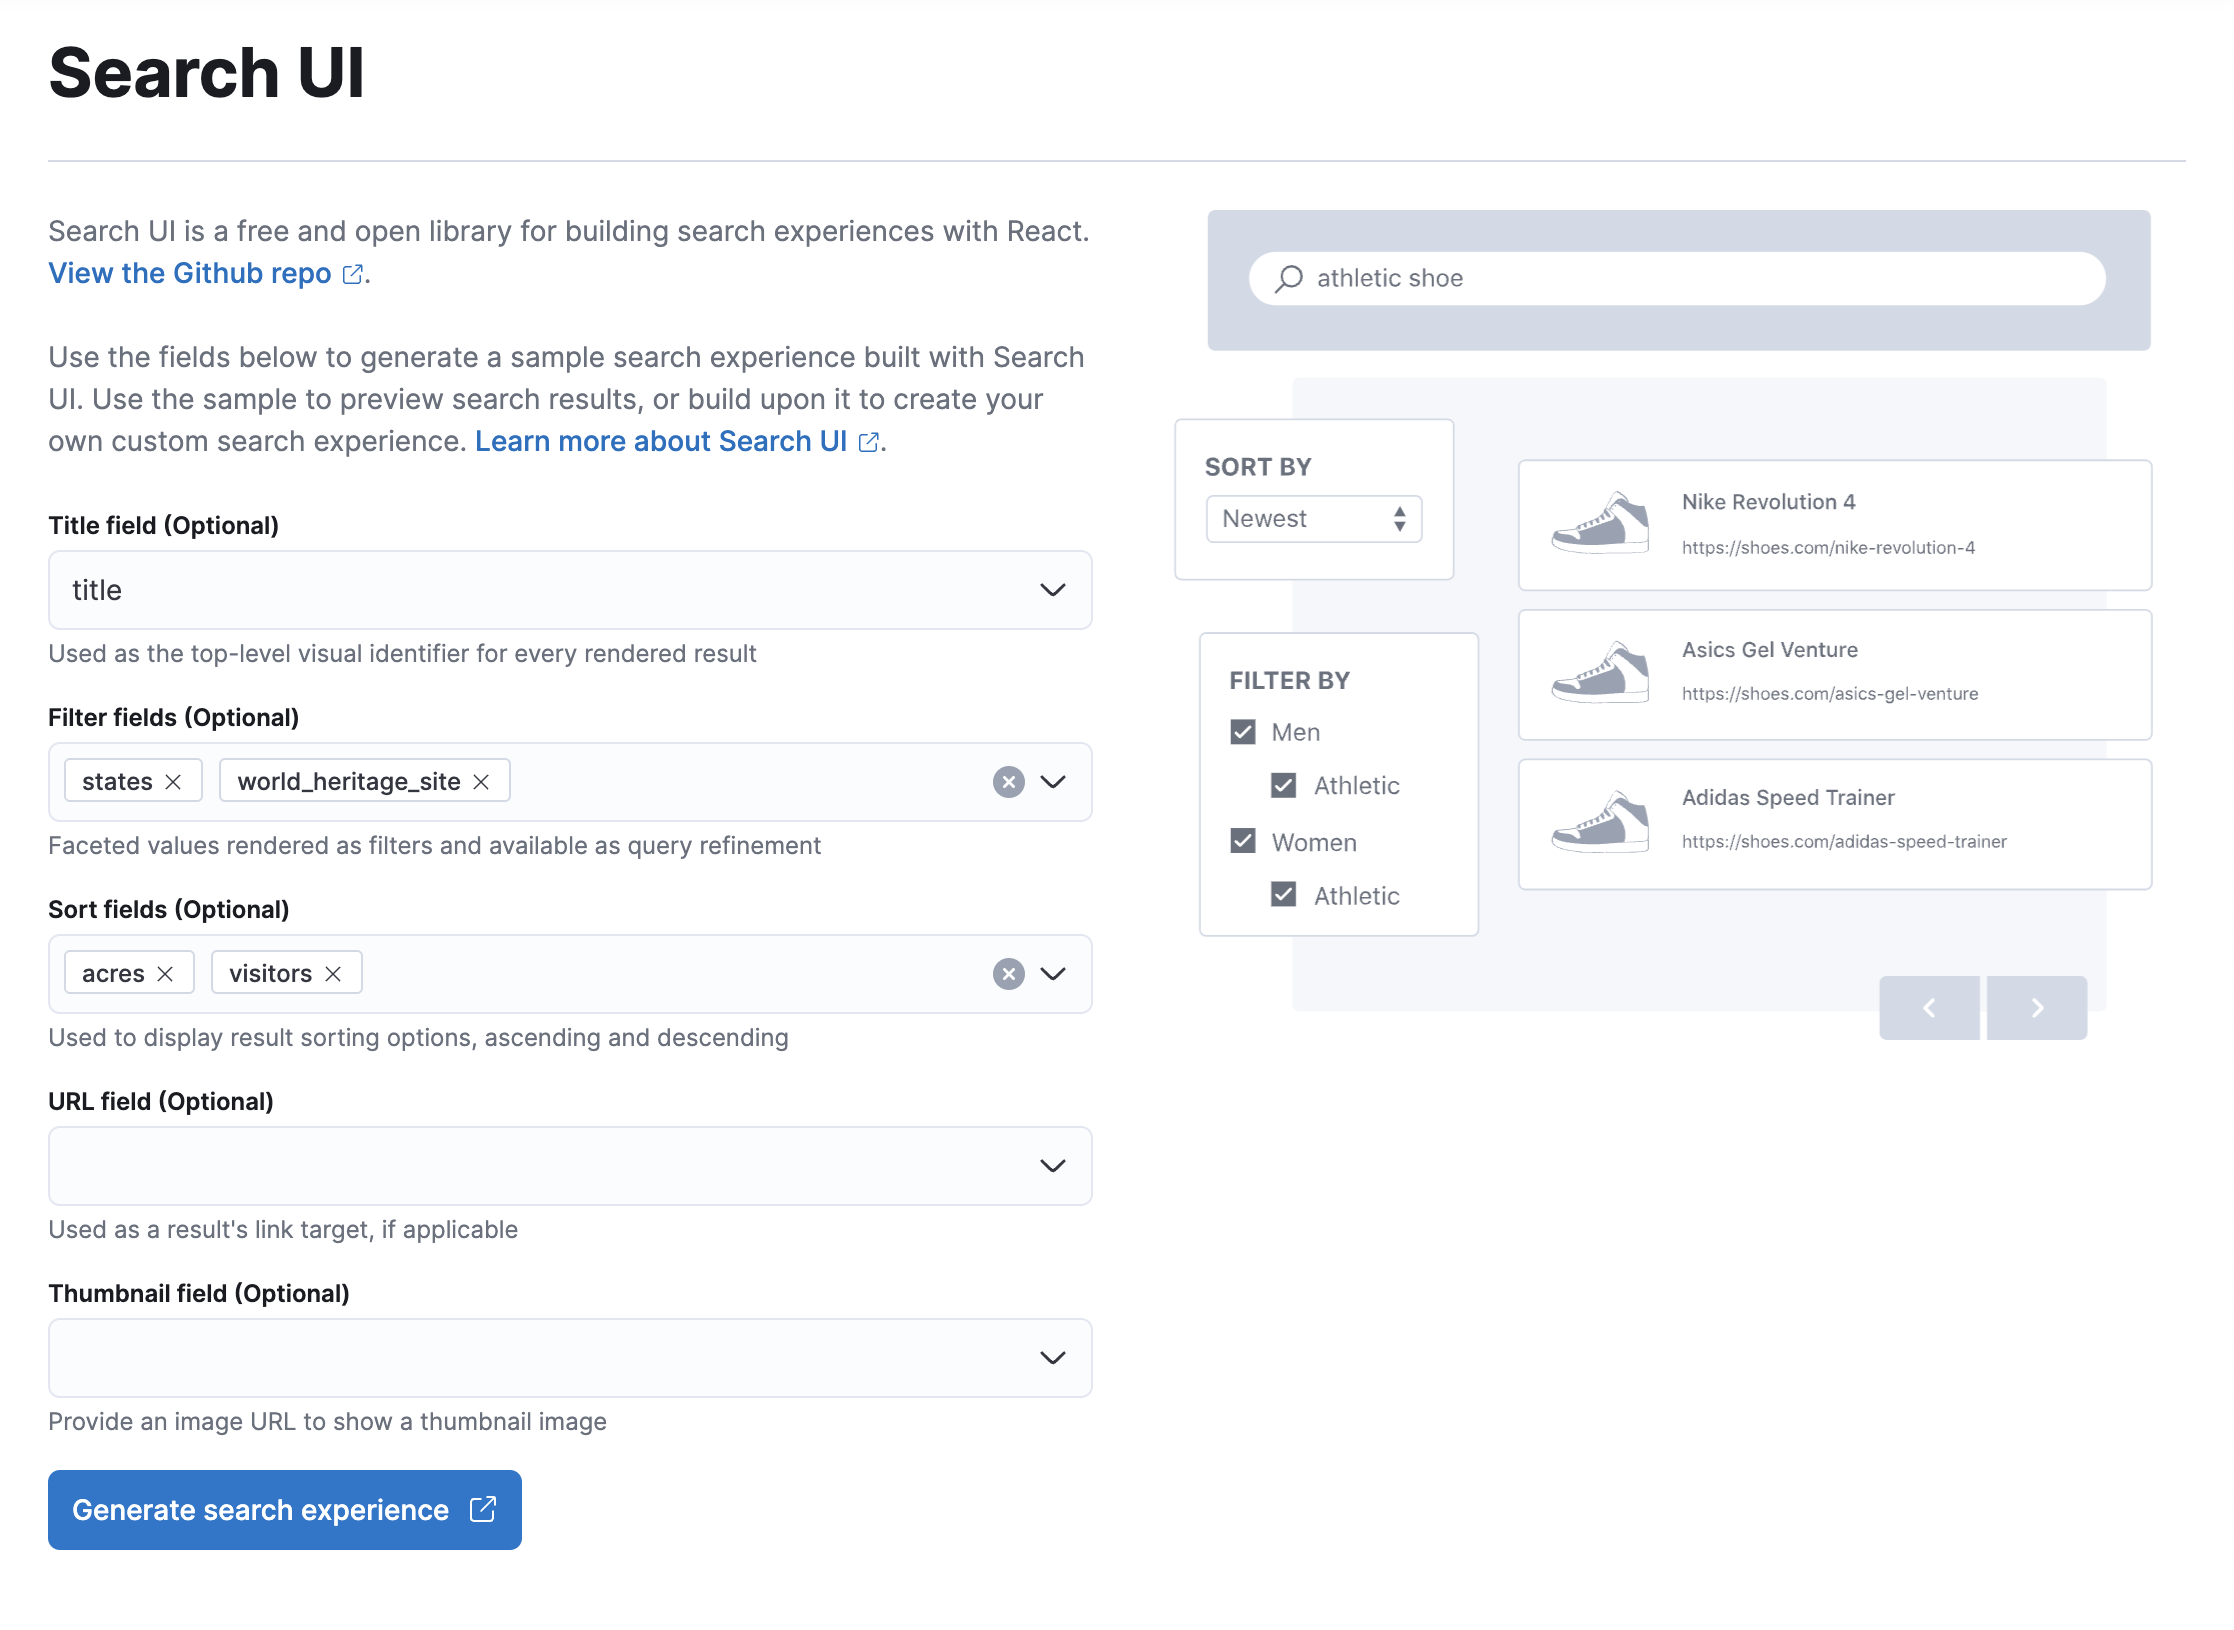 Search UI
Search UI is a free and open library for building search experiences with React.
View the Github repo.
Use the fields below to generate a sample search experience built with Search
UI. Use the sample to preview search results, or build upon it to create your
own custom search experience. Learn more about Search UI.
Title field (Optional)
title
Used as the top-level visual identifier for every rendered result
Filter fields (Optional)
states world_heritage_site
Faceted values rendered as filters and available as query refinement
Sort fields (Optional)
acres visitors
Used to display result sorting options, ascending and descending
URL field (Optional)
Used as a result's link target, if applicable
Thumbnail field (Optional)
Provide an image URL to show a thumbnail image
Generate search experience
athletic shoe
SORT BY
Newest
FILTER BY
Men
Athletic
Women
Athletic
Nike Revolution 4
https://shoes.com/nike-revolution-4
Asics Gel Venture
https://shoes.com/asics-gel-venture
Adidas Speed Trainer
https://shoes.com/adidas-speed-trainer